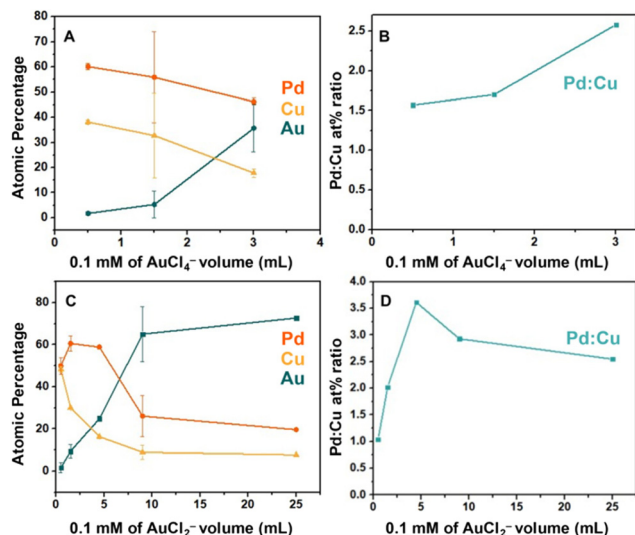 A
Atomic Percentage
80
70
60
50
40
30
20
10
0
Pd
Cu
Au
0 1 2 3 4
0.1 mM of AuCl₄⁻ volume (mL)
B
Pd:Cu at% ratio
2.5
2.0
1.5
1.0
0.5
0.0
Pd:Cu
0 1 2 3
0.1 mM of AuCl₄⁻ volume (mL)
C
Atomic Percentage
80
60
40
20
0
Pd
Cu
Au
0 5 10 15 20 25
0.1 mM of AuCl₂⁻ volume (mL)
D
Pd:Cu at% ratio
4.0
3.5
3.0
2.5
2.0
1.5
1.0
0.5
0.0
Pd:Cu
0 5 10 15 20 25
0.1 mM of AuCl₂⁻ volume (mL)